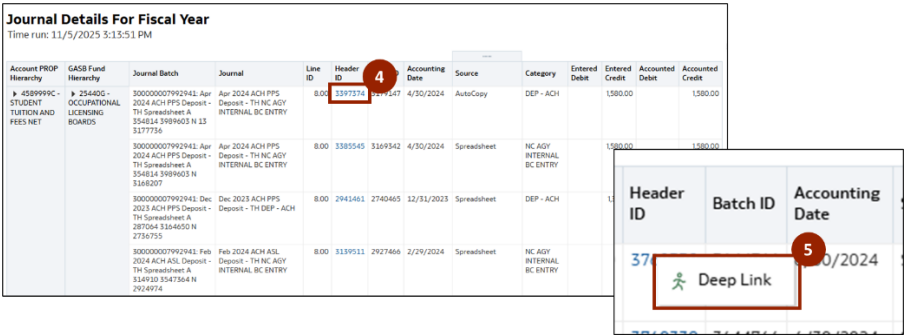 Journal Details For Fiscal Year
Time run: 11/5/2025 3:13:51 PM
Account PROP Hierarchy GASB Fund Hierarchy Journal Batch Journal Line ID Header ID Accounting Date Source Category Entered Debit Entered Credit Accounted Debit Accounted Credit
4
4589999C - STUDENT TUITION AND FEES NET 25440G - OCCUPATIONAL LICENSING BOARDS 300000007992941: Apr 2024 ACH PPS Deposit - TH Spreadsheet A 354814 3989603 N 13 3177736 Apr 2024 ACH PPS Deposit - TH NC AGY INTERNAL BC ENTRY 8.00 3397374 3179147 4/30/2024 AutoCopy DEP - ACH 1,580.00 1,580.00
300000007992941: Apr 2024 ACH PPS Deposit - TH Spreadsheet A 354814 3989603 N 3168207 Apr 2024 ACH PPS Deposit - TH NC AGY INTERNAL BC ENTRY 8.00 3385545 3169342 4/30/2024 Spreadsheet NC AGY INTERNAL BC ENTRY 1,580.00 1,580.00
300000007992941: Dec 2023 ACH PPS Deposit - TH Spreadsheet A 287064 3164650 N 2736755 Dec 2023 ACH PPS Deposit - TH DEP - ACH 8.00 2941461 2740465 12/31/2023 Spreadsheet DEP - ACH
300000007992941: Feb 2024 ACH ASL Deposit - TH Spreadsheet A 314910 3547364 N 2924974 Feb 2024 ACH ASL Deposit - TH NC AGY INTERNAL BC ENTRY 8.00 3139511 2927466 2/29/2024 Spreadsheet NC AGY INTERNAL BC ENTRY
Header ID Batch ID Accounting Date
5
Deep Link